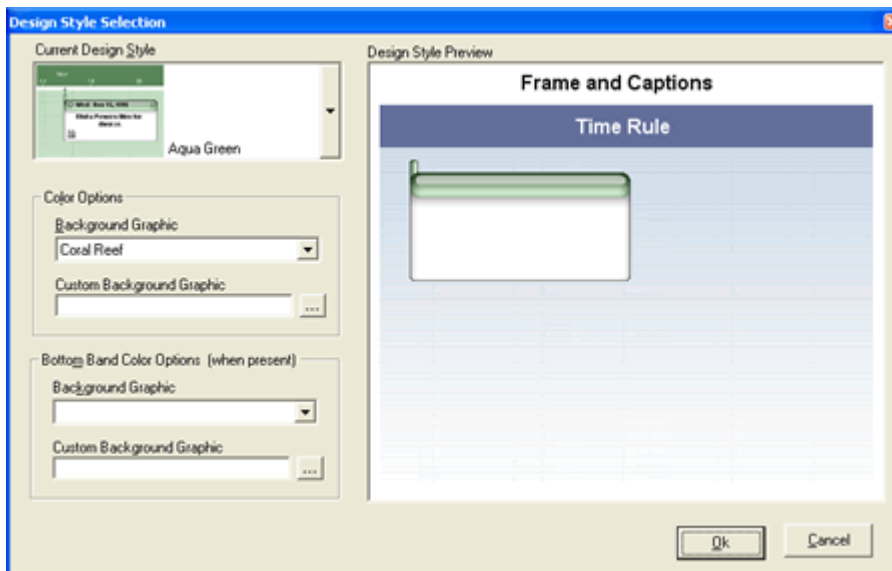 Design Style Selection
Current Design Style
Aqua Green
Color Options
Background Graphic
Coral Reef
Custom Background Graphic
...
Bottom Band Color Options (when present)
Background Graphic
Custom Background Graphic
...
Design Style Preview
Frame and Captions
Time Rule
Ok
Cancel